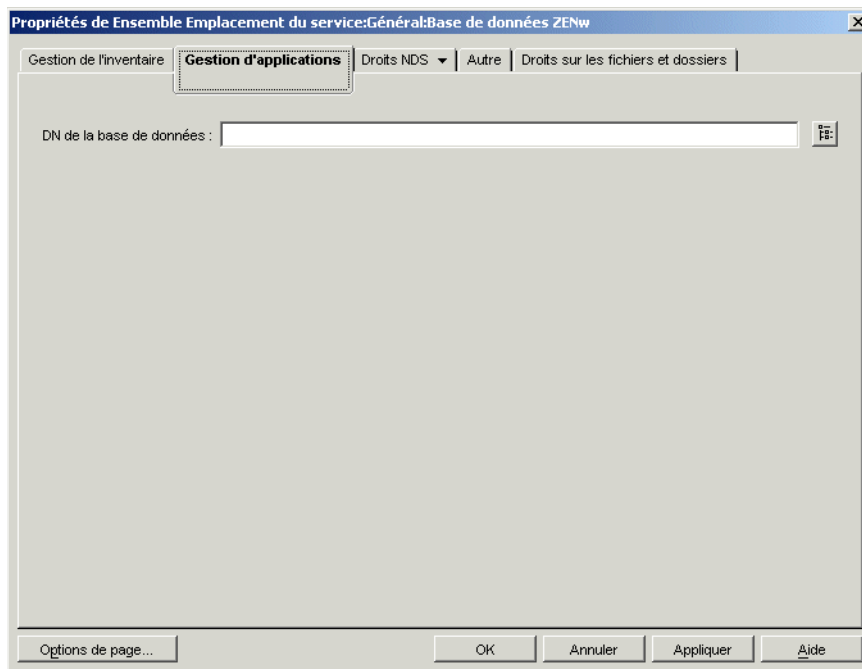 Propriétés de Ensemble Emplacement du service:Général:Base de données ZENw
Gestion de l'inventaire Gestion d'applications Droits NDS Autre Droits sur les fichiers et dossiers
DN de la base de données :
Options de page... OK Annuler Appliquer Aide